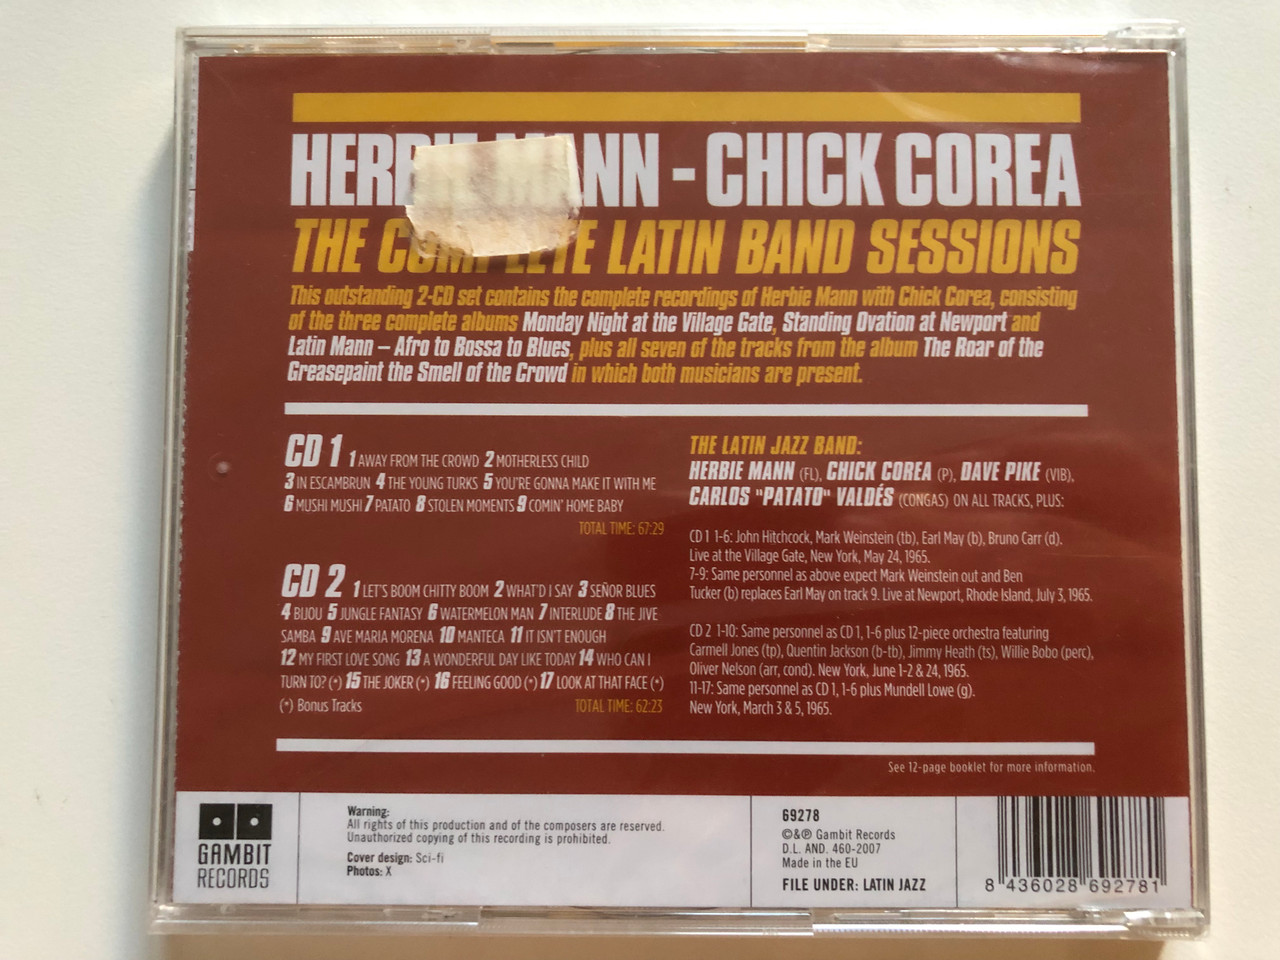 HERBIE MANN - CHICK COREA
THE COMPLETE LATIN BAND SESSIONS
This outstanding 2-CD set contains the complete recordings of Herbie Mann with Chick Corea, consisting
of the three complete albums Monday Night at the Village Gate, Standing Ovation at Newport and
Latin Mann – Afro to Bossa to Blues, plus all seven of the tracks from the album The Roar of the
Greasepaint the Smell of the Crowd in which both musicians are present.
CD 1 1 AWAY FROM THE CROWD 2 MOTHERLESS CHILD
3 IN ESCAMBRUN 4 THE YOUNG TURKS 5 YOU'RE GONNA MAKE IT WITH ME
6 MUSHI MUSHI 7 PATATO 8 STOLEN MOMENTS 9 COMIN' HOME BABY
TOTAL TIME: 67:29
CD 2 1 LET'S BOOM CHITTY BOOM 2 WHAT'D I SAY 3 SEÑOR BLUES
4 BIJOU 5 JUNGLE FANTASY 6 WATERMELON MAN 7 INTERLUDE 8 THE JIVE
SAMBA 9 AVE MARIA MORENA 10 MANTECA 11 IT ISN'T ENOUGH
12 MY FIRST LOVE SONG 13 A WONDERFUL DAY LIKE TODAY 14 WHO CAN I
TURN TO? (*) 15 THE JOKER (*) 16 FEELING GOOD (*) 17 LOOK AT THAT FACE (*)
(*) Bonus Tracks
TOTAL TIME: 62:23
THE LATIN JAZZ BAND:
HERBIE MANN (FL), CHICK COREA (P), DAVE PIKE (VIB),
CARLOS "PATATO" VALDÉS (CONGAS) ON ALL TRACKS, PLUS:
CD 1 1-6: John Hitchcock, Mark Weinstein (tb), Earl May (b), Bruno Carr (d).
Live at the Village Gate, New York, May 24, 1965.
7-9: Same personnel as above expect Mark Weinstein out and Ben
Tucker (b) replaces Earl May on track 9. Live at Newport, Rhode Island, July 3, 1965.
CD 2 1-10: Same personnel as CD 1, 1-6 plus 12-piece orchestra featuring
Carmell Jones (tp), Quentin Jackson (b-tb), Jimmy Heath (ts), Willie Bobo (perc),
Oliver Nelson (arr, cond). New York, June 1-2 & 24, 1965.
11-17: Same personnel as CD 1, 1-6 plus Mundell Lowe (g).
New York, March 3 & 5, 1965.
See 12-page booklet for more information.
GAMBIT
RECORDS
Warning:
All rights of this production and of the composers are reserved.
Unauthorized copying of this recording is prohibited.
Cover design: Sci-fi
Photos: X
69278
©&℗ Gambit Records
D.L. AND. 460-2007
Made in the EU
FILE UNDER: LATIN JAZZ
8 436028 692781